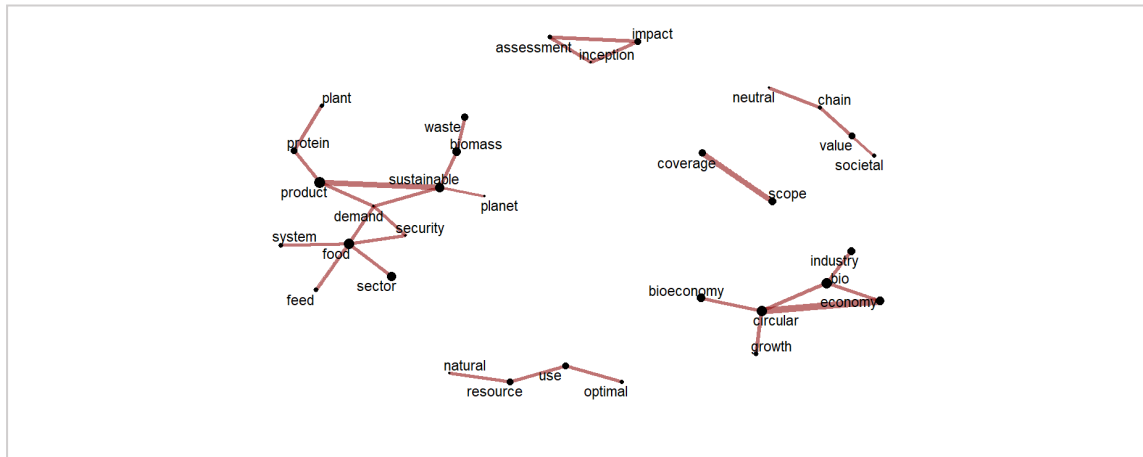 impact
assessment
inception
neutral
chain
plant
waste
protein
biomass
value
coverage
societal
sustainable
product
planet
scope
demand
security
system
food
industry
bio
sector
feed
bioeconomy
economy
circular
growth
natural
use
resource
optimal